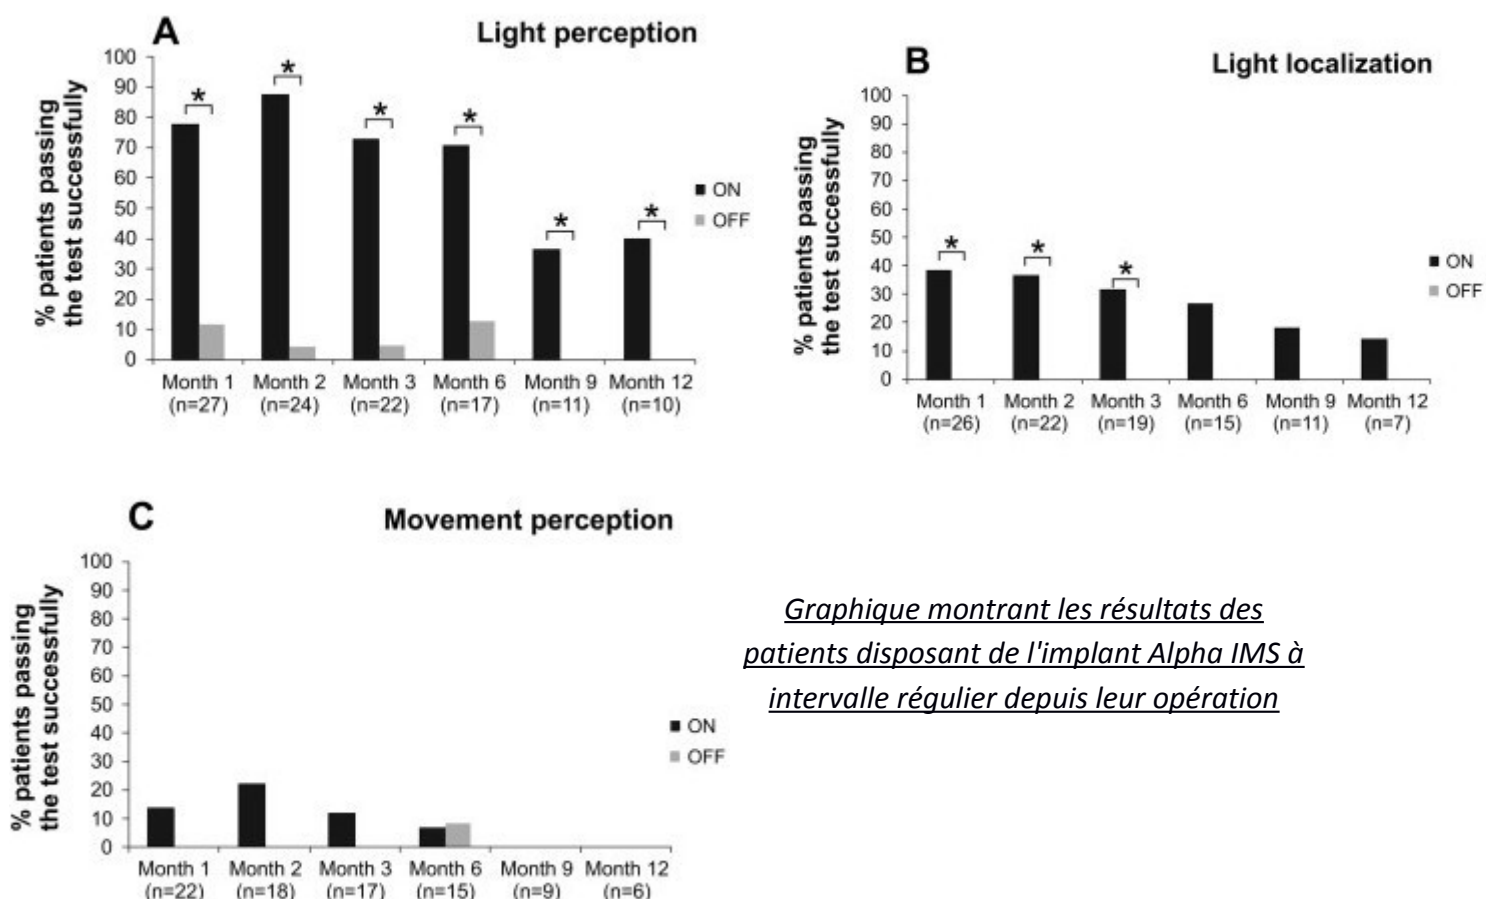 A
Light perception
% patients passing
the test successfully
100
90
80
70
60
50
40
30
20
10
0
*
*
*
*
*
*
ON
OFF
Month 1 Month 2 Month 3 Month 6 Month 9 Month 12
(n=27) (n=24) (n=22) (n=17) (n=11) (n=10)
B
Light localization
% patients passing
the test successfully
100
90
80
70
60
50
40
30
20
10
0
*
*
*
ON
OFF
Month 1 Month 2 Month 3 Month 6 Month 9 Month 12
(n=26) (n=22) (n=19) (n=15) (n=11) (n=7)
C
Movement perception
% patients passing
the test successfully
100
90
80
70
60
50
40
30
20
10
0
ON
OFF
Month 1 Month 2 Month 3 Month 6 Month 9 Month 12
(n=22) (n=18) (n=17) (n=15) (n=9) (n=6)
Graphique montrant les résultats des
patients disposant de l'implant Alpha IMS à
intervalle régulier depuis leur opération